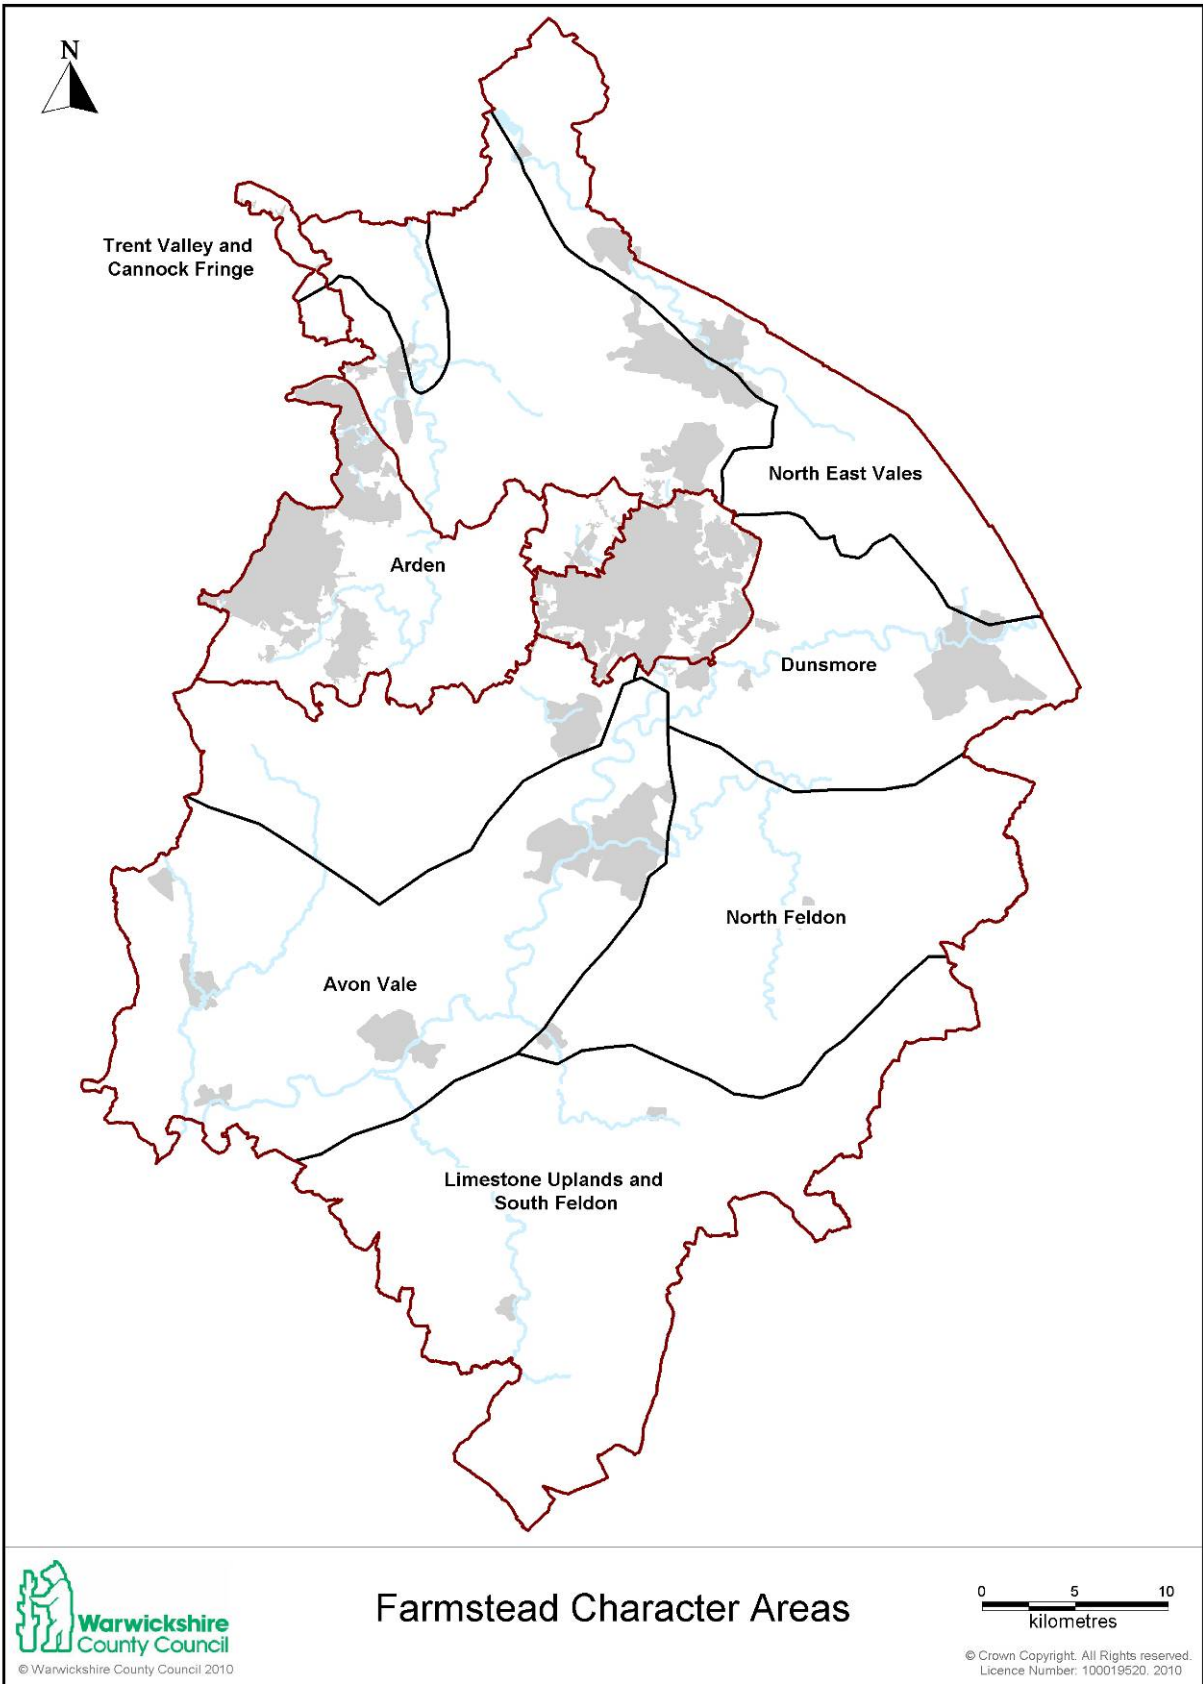 N
Trent Valley and
Cannock Fringe
North East Vales
Arden
Dunsmore
North Feldon
Avon Vale
Limestone Uplands and
South Feldon
Warwickshire
County Council
© Warwickshire County Council 2010
Farmstead Character Areas
0 5 10
kilometres
© Crown Copyright. All Rights reserved.
Licence Number: 100019520. 2010